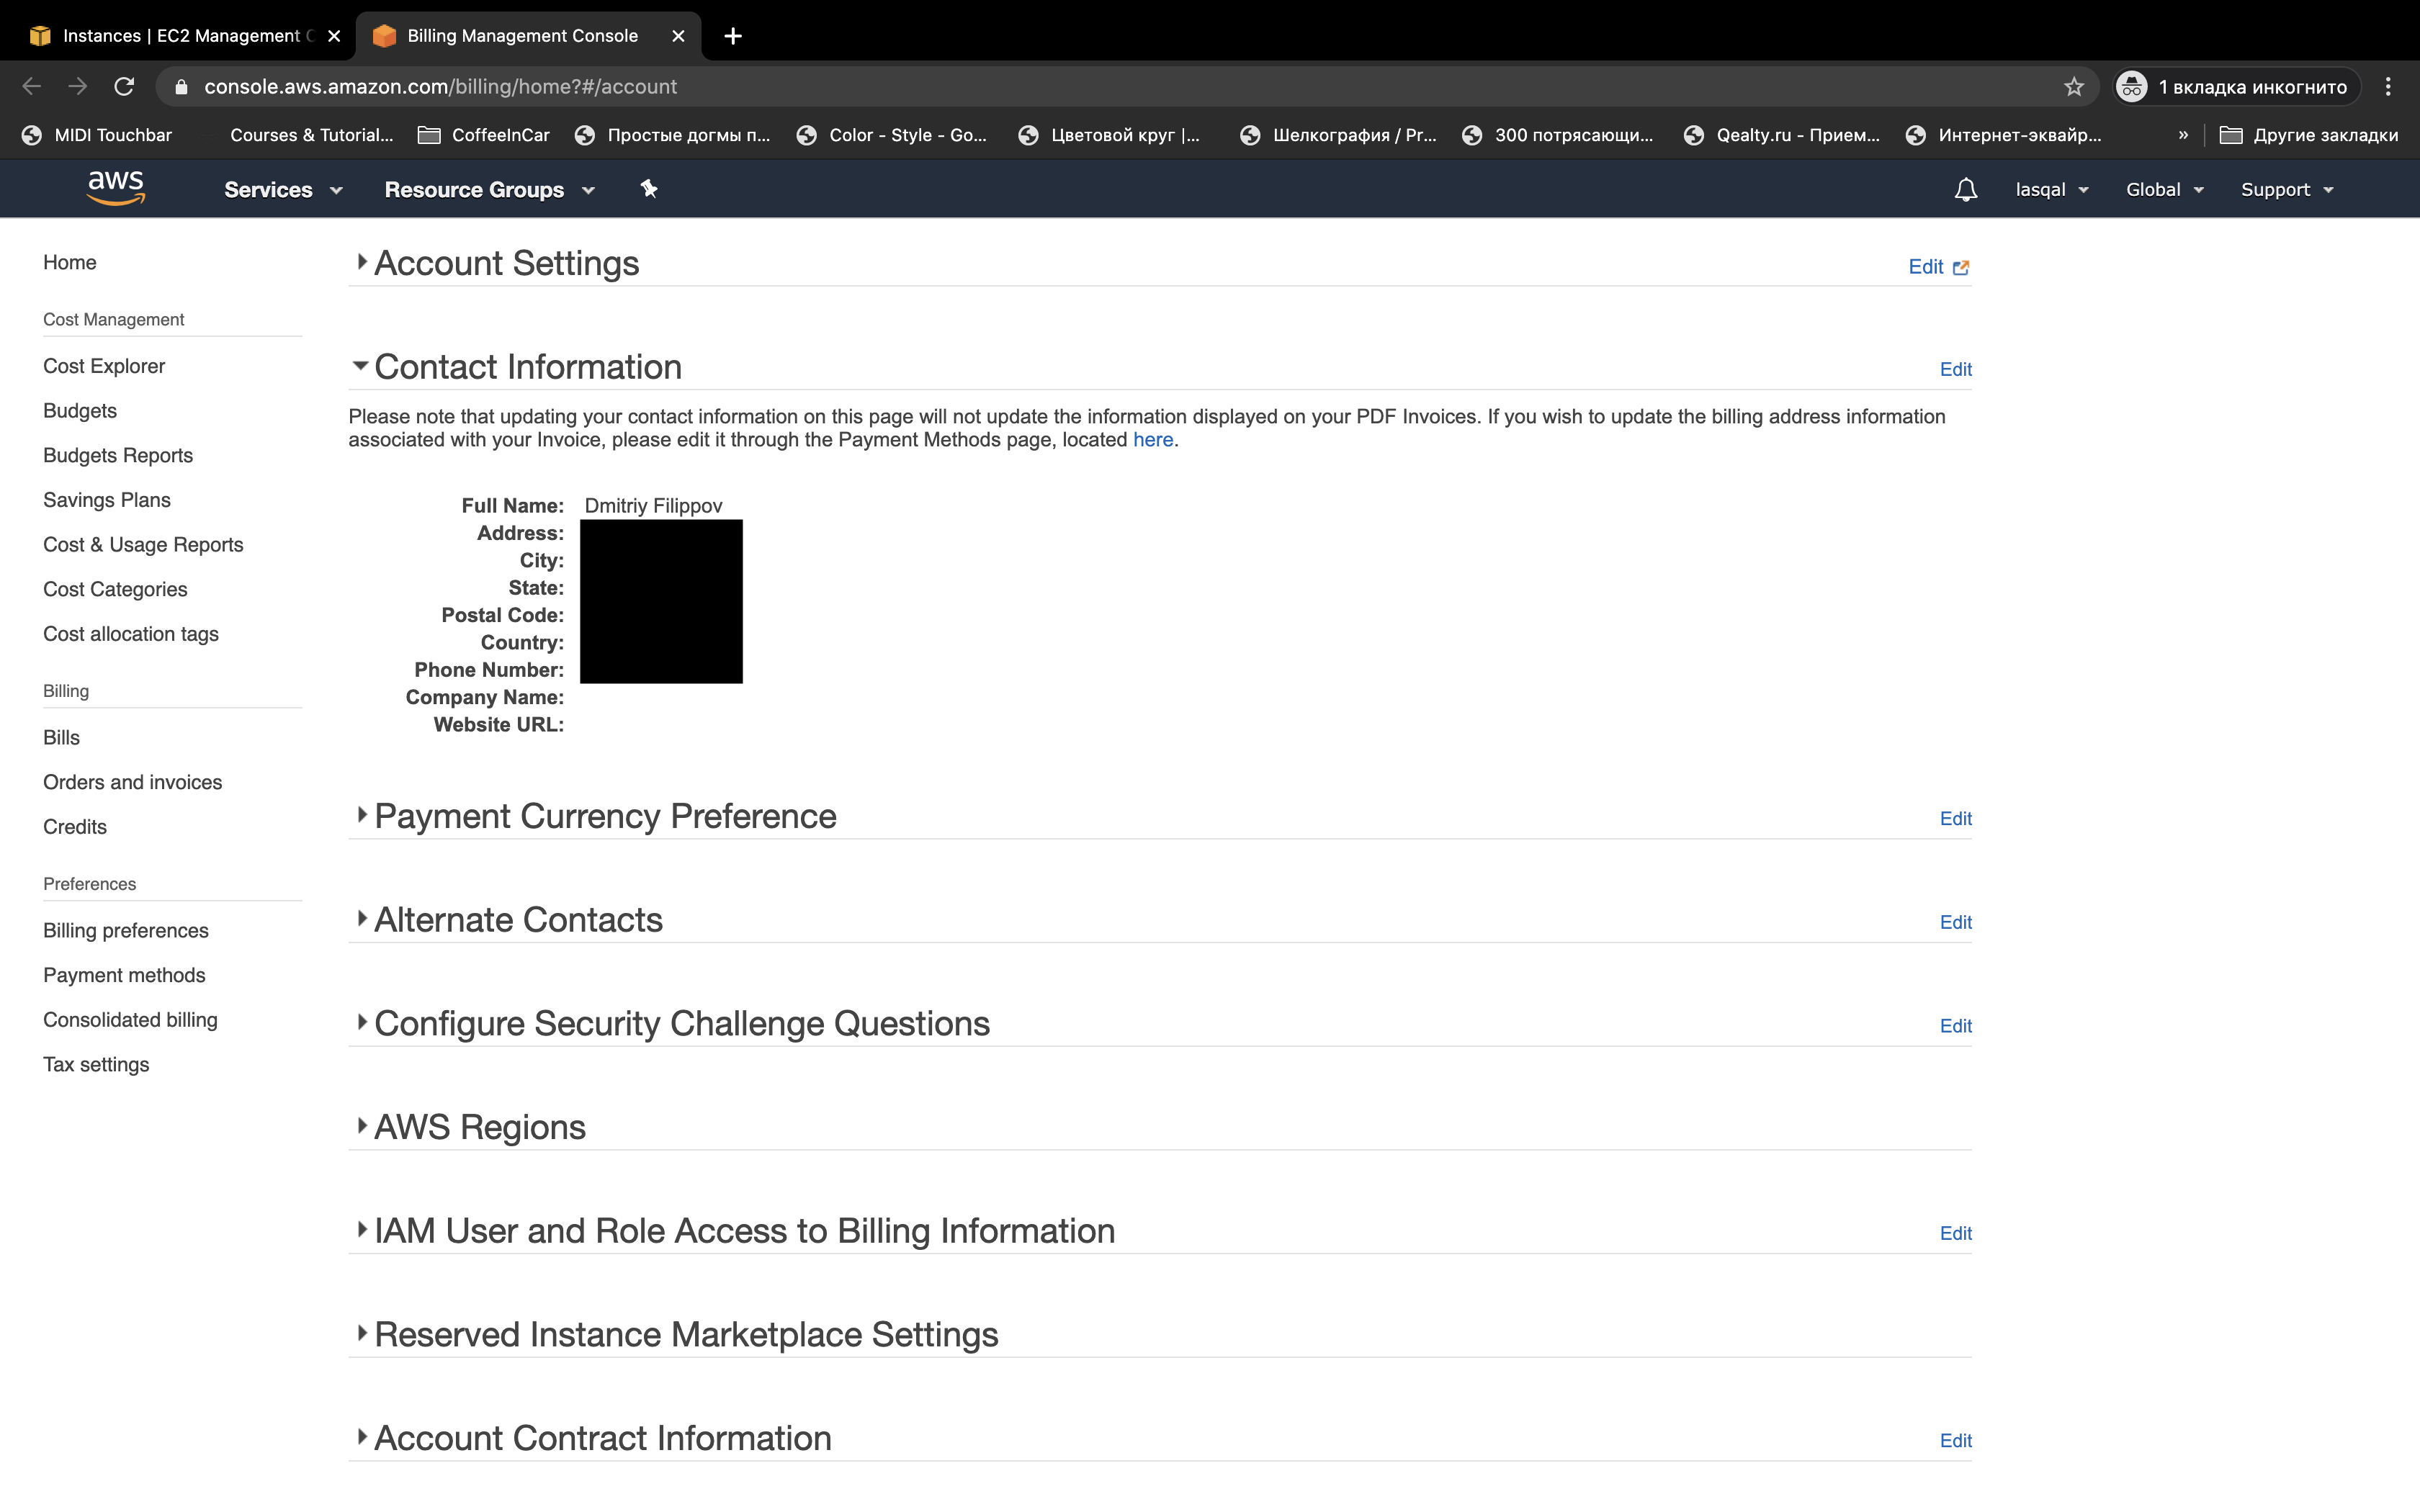 Instances | EC2 Management C
Billing Management Console
console.aws.amazon.com/billing/home?#/account
1 вкладка инкогнито
MIDI Touchbar
Courses & Tutorial...
CoffeeInCar
Простые догмы п...
Color - Style - Go...
Цветовой круг |...
Шелкография / Pr...
300 потрясающи...
Qealty.ru - Прием...
Интернет-эквайр...
»
Другие закладки
aws
Services
Resource Groups
lasqal
Global
Support
Home
Cost Management
Cost Explorer
Budgets
Budgets Reports
Savings Plans
Cost & Usage Reports
Cost Categories
Cost allocation tags
Billing
Bills
Orders and invoices
Credits
Preferences
Billing preferences
Payment methods
Consolidated billing
Tax settings
Account Settings
Edit
Contact Information
Edit
Please note that updating your contact information on this page will not update the information displayed on your PDF Invoices. If you wish to update the billing address information
associated with your Invoice, please edit it through the Payment Methods page, located here.
Full Name: Dmitriy Filippov
Address:
City:
State:
Postal Code:
Country:
Phone Number:
Company Name:
Website URL:
Payment Currency Preference
Edit
Alternate Contacts
Edit
Configure Security Challenge Questions
Edit
AWS Regions
IAM User and Role Access to Billing Information
Edit
Reserved Instance Marketplace Settings
Account Contract Information
Edit